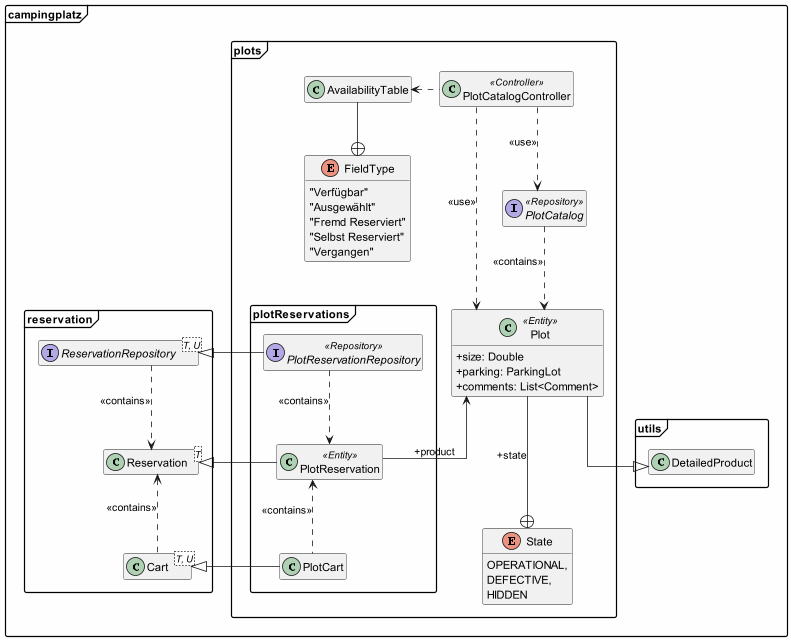 campingplatz
plots
«Controller»
C PlotCatalogController
C AvailabilityTable
«use»
E FieldType
"Verfügbar"
"Ausgewählt"
"Fremd Reserviert"
"Selbst Reserviert"
"Vergangen"
«use»
«Repository»
I PlotCatalog
«contains»
reservation
plotReservations
«Entity»
C Plot
+size: Double
+parking: ParkingLot
+comments: List<Comment>
T, U
I ReservationRepository
«Repository»
I PlotReservationRepository
«contains»
«contains»
utils
T
C Reservation
«Entity»
C PlotReservation
+product
+state
C DetailedProduct
«contains»
«contains»
E State
OPERATIONAL,
DEFECTIVE,
HIDDEN
T, U
C Cart
C PlotCart